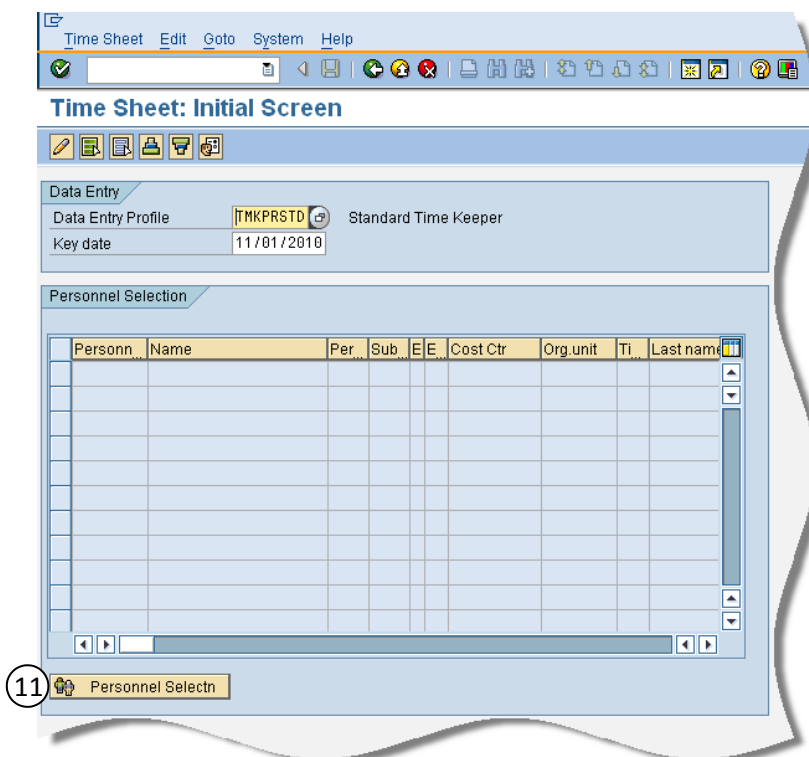 Time Sheet Edit Goto System Help
Time Sheet: Initial Screen
Data Entry
Data Entry Profile TMKPRSTD Standard Time Keeper
Key date 11/01/2010
Personnel Selection
Personn... Name Per... Sub... E E... Cost Ctr Org.unit Ti... Last name
11 Personnel Selectn